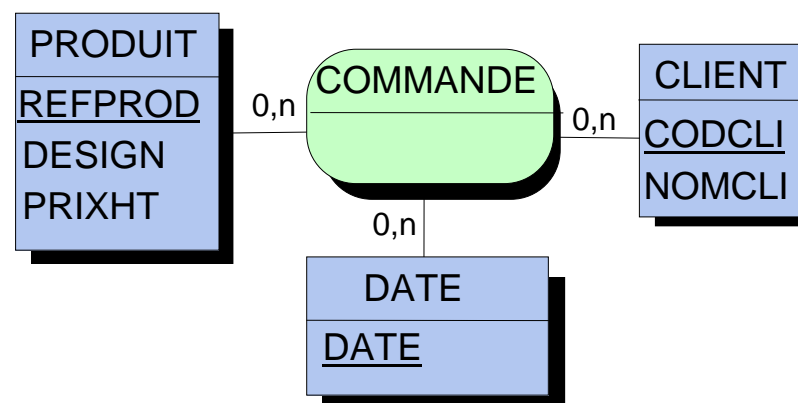 PRODUIT
REFPROD
DESIGN
PRIXHT
0,n
COMMANDE
0,n
CLIENT
CODCLI
NOMCLI
0,n
DATE
DATE